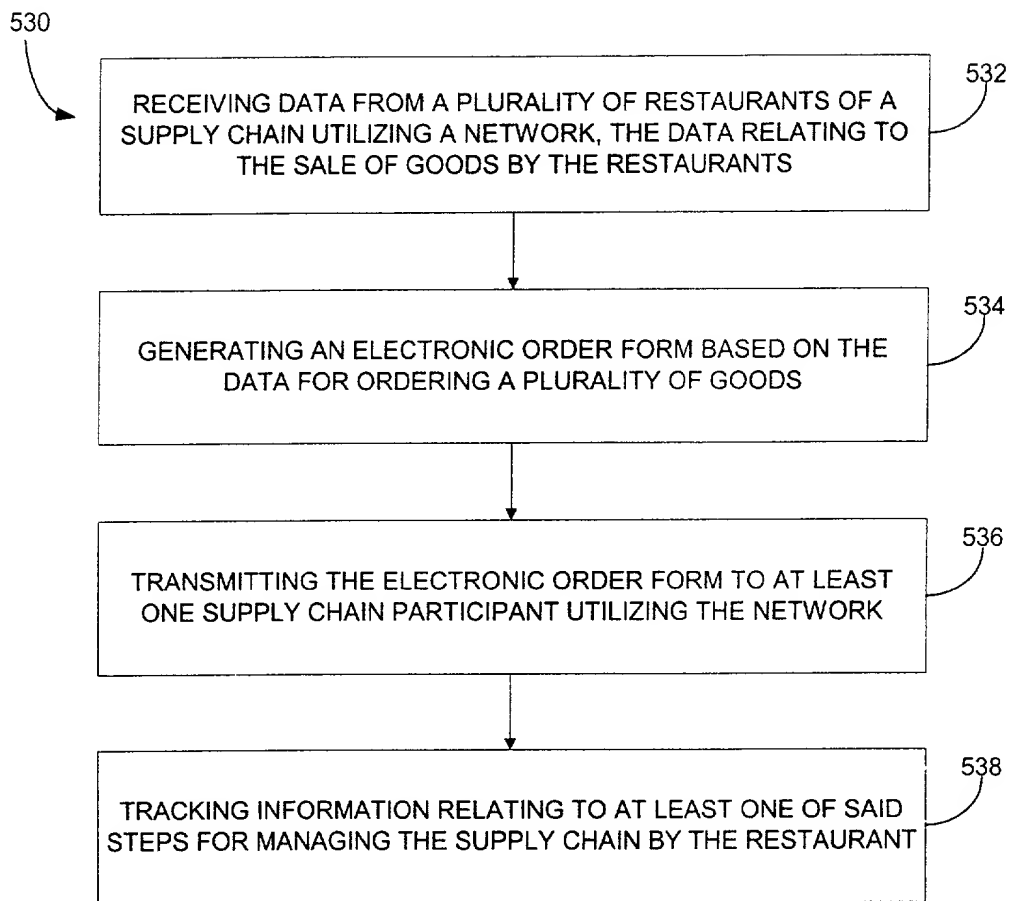 530
532
RECEIVING DATA FROM A PLURALITY OF RESTAURANTS OF A
SUPPLY CHAIN UTILIZING A NETWORK, THE DATA RELATING TO
THE SALE OF GOODS BY THE RESTAURANTS
534
GENERATING AN ELECTRONIC ORDER FORM BASED ON THE
DATA FOR ORDERING A PLURALITY OF GOODS
536
TRANSMITTING THE ELECTRONIC ORDER FORM TO AT LEAST
ONE SUPPLY CHAIN PARTICIPANT UTILIZING THE NETWORK
538
TRACKING INFORMATION RELATING TO AT LEAST ONE OF SAID
STEPS FOR MANAGING THE SUPPLY CHAIN BY THE RESTAURANT